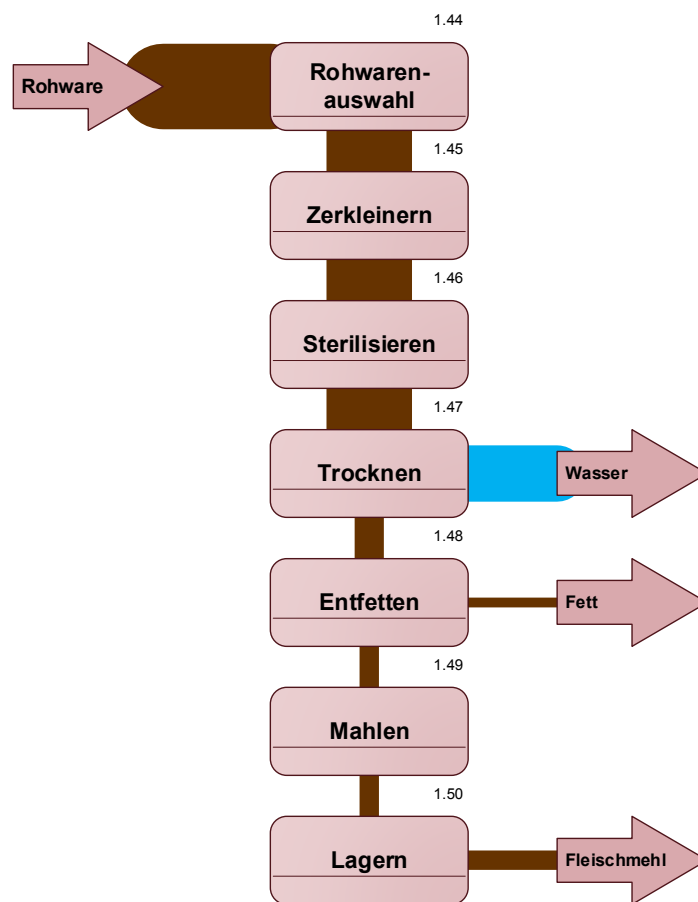 1.44
Rohware
Rohwaren-
auswahl
1.45
Zerkleinern
1.46
Sterilisieren
1.47
Trocknen
Wasser
1.48
Entfetten
Fett
1.49
Mahlen
1.50
Lagern
Fleischmehl